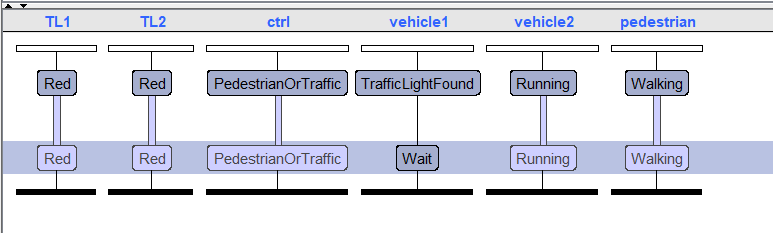 TL1 TL2 ctrl vehicle1 vehicle2 pedestrian
Red Red PedestrianOrTraffic TrafficLightFound Running Walking
Red Red PedestrianOrTraffic Wait Running Walking